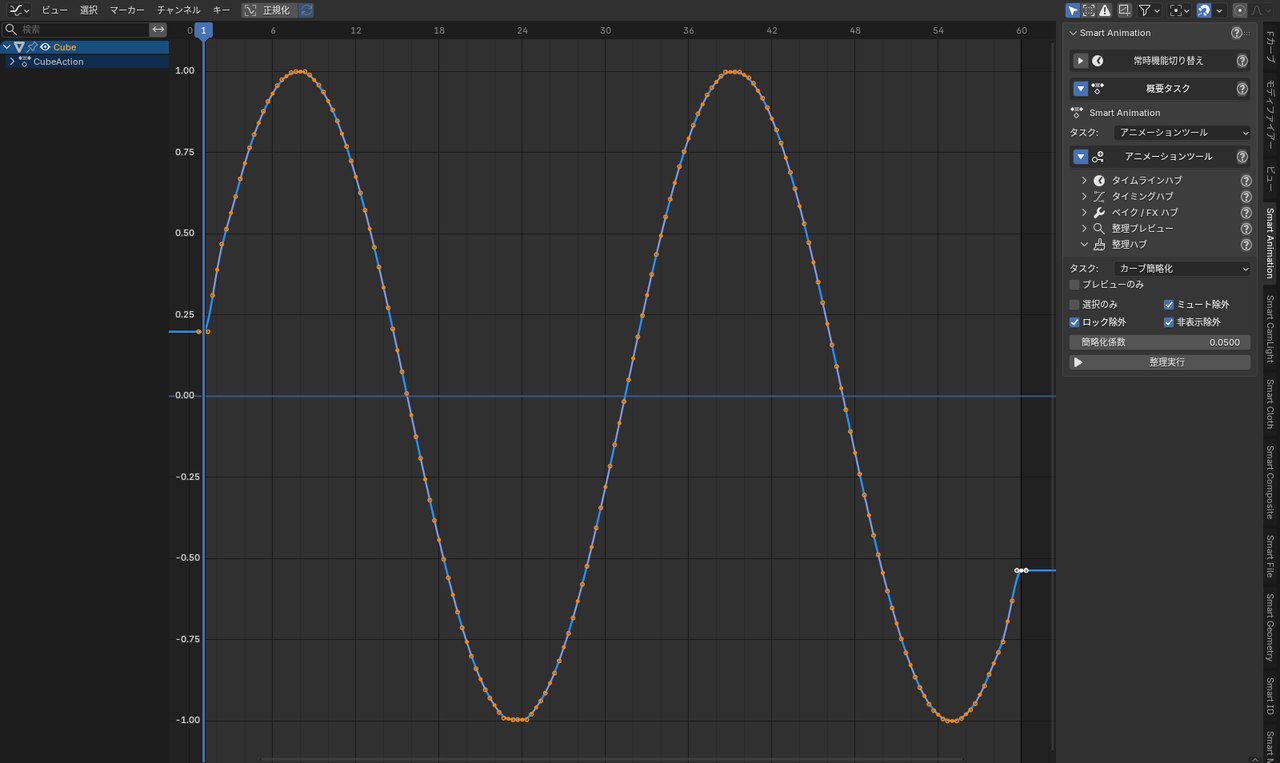 ビュー 選択 マーカー チャンネル キー 正規化
検索
Cube
CubeAction
0 1 6 12 18 24 30 36 42 48 54 60
1.00
0.75
0.50
0.25
0.00
-0.25
-0.50
-0.75
-1.00
Smart Animation
常時機能切り替え
概要タスク
Smart Animation
タスク: アニメーションツール
アニメーションツール
タイムラインハブ
タイミングハブ
ベイク / FX ハブ
整理プレビュー
整理ハブ
タスク: カーブ簡略化
プレビューのみ
選択のみ ミュート除外
ロック除外 非表示除外
簡略化係数 0.0500
整理実行
Fカーブ
モディファイアー
ビュー
Smart Animation
Smart CamLight
Smart Cloth
Smart Composite
Smart File
Smart Geometry
Smart ID
Smart